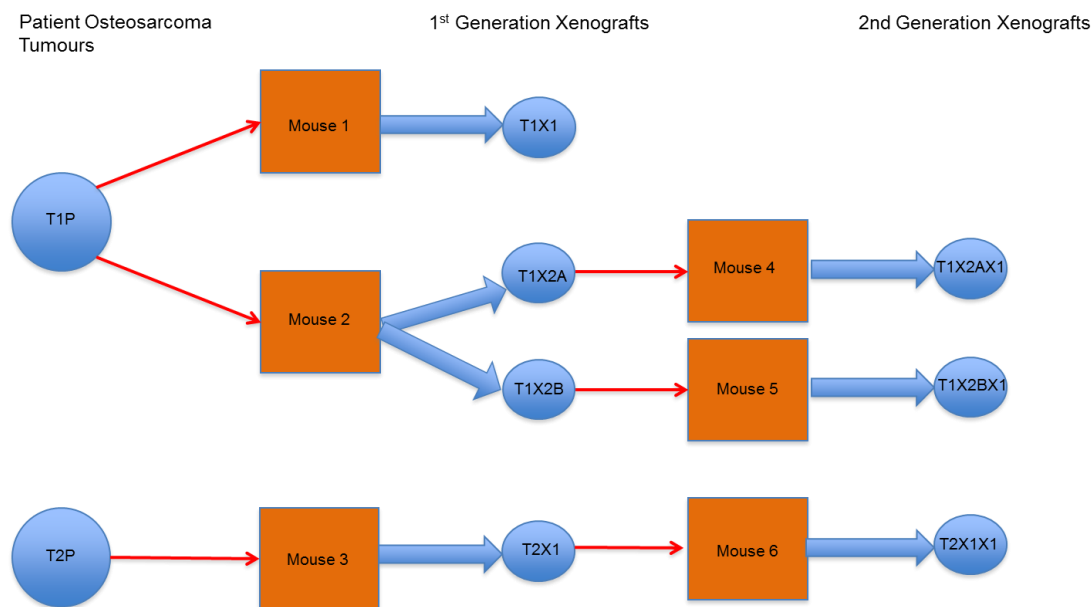 Patient Osteosarcoma
Tumours
1st Generation Xenografts
2nd Generation Xenografts
Mouse 1
T1X1
T1P
Mouse 2
T1X2A
Mouse 4
T1X2AX1
T1X2B
Mouse 5
T1X2BX1
T2P
Mouse 3
T2X1
Mouse 6
T2X1X1